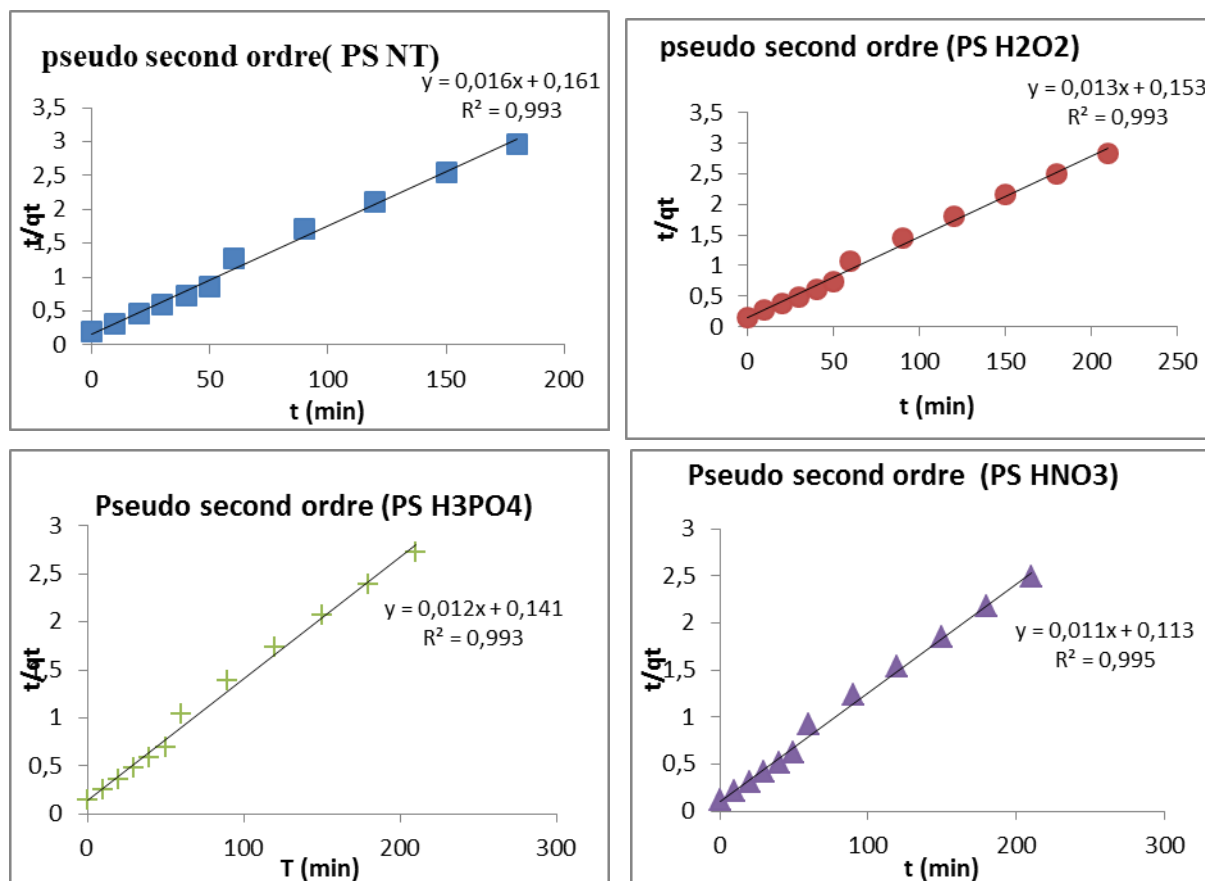 pseudo second ordre( PS NT)
y = 0,016x + 0,161
R² = 0,993
3,5
3
2,5
2
1,5
1
0,5
0
t/qt
0 50 100 150 200
t (min)
pseudo second ordre (PS H2O2)
y = 0,013x + 0,153
R² = 0,993
3,5
3
2,5
2
1,5
1
0,5
0
t/qt
0 50 100 150 200 250
t (min)
Pseudo second ordre (PS H3PO4)
3
2,5
2
1,5
1
0,5
0
t/qt
y = 0,012x + 0,141
R² = 0,993
0 100 200 300
T (min)
Pseudo second ordre (PS HNO3)
3
2,5
2
1,5
1
0,5
0
t/qt
y = 0,011x + 0,113
R² = 0,995
0 100 200 300
t (min)